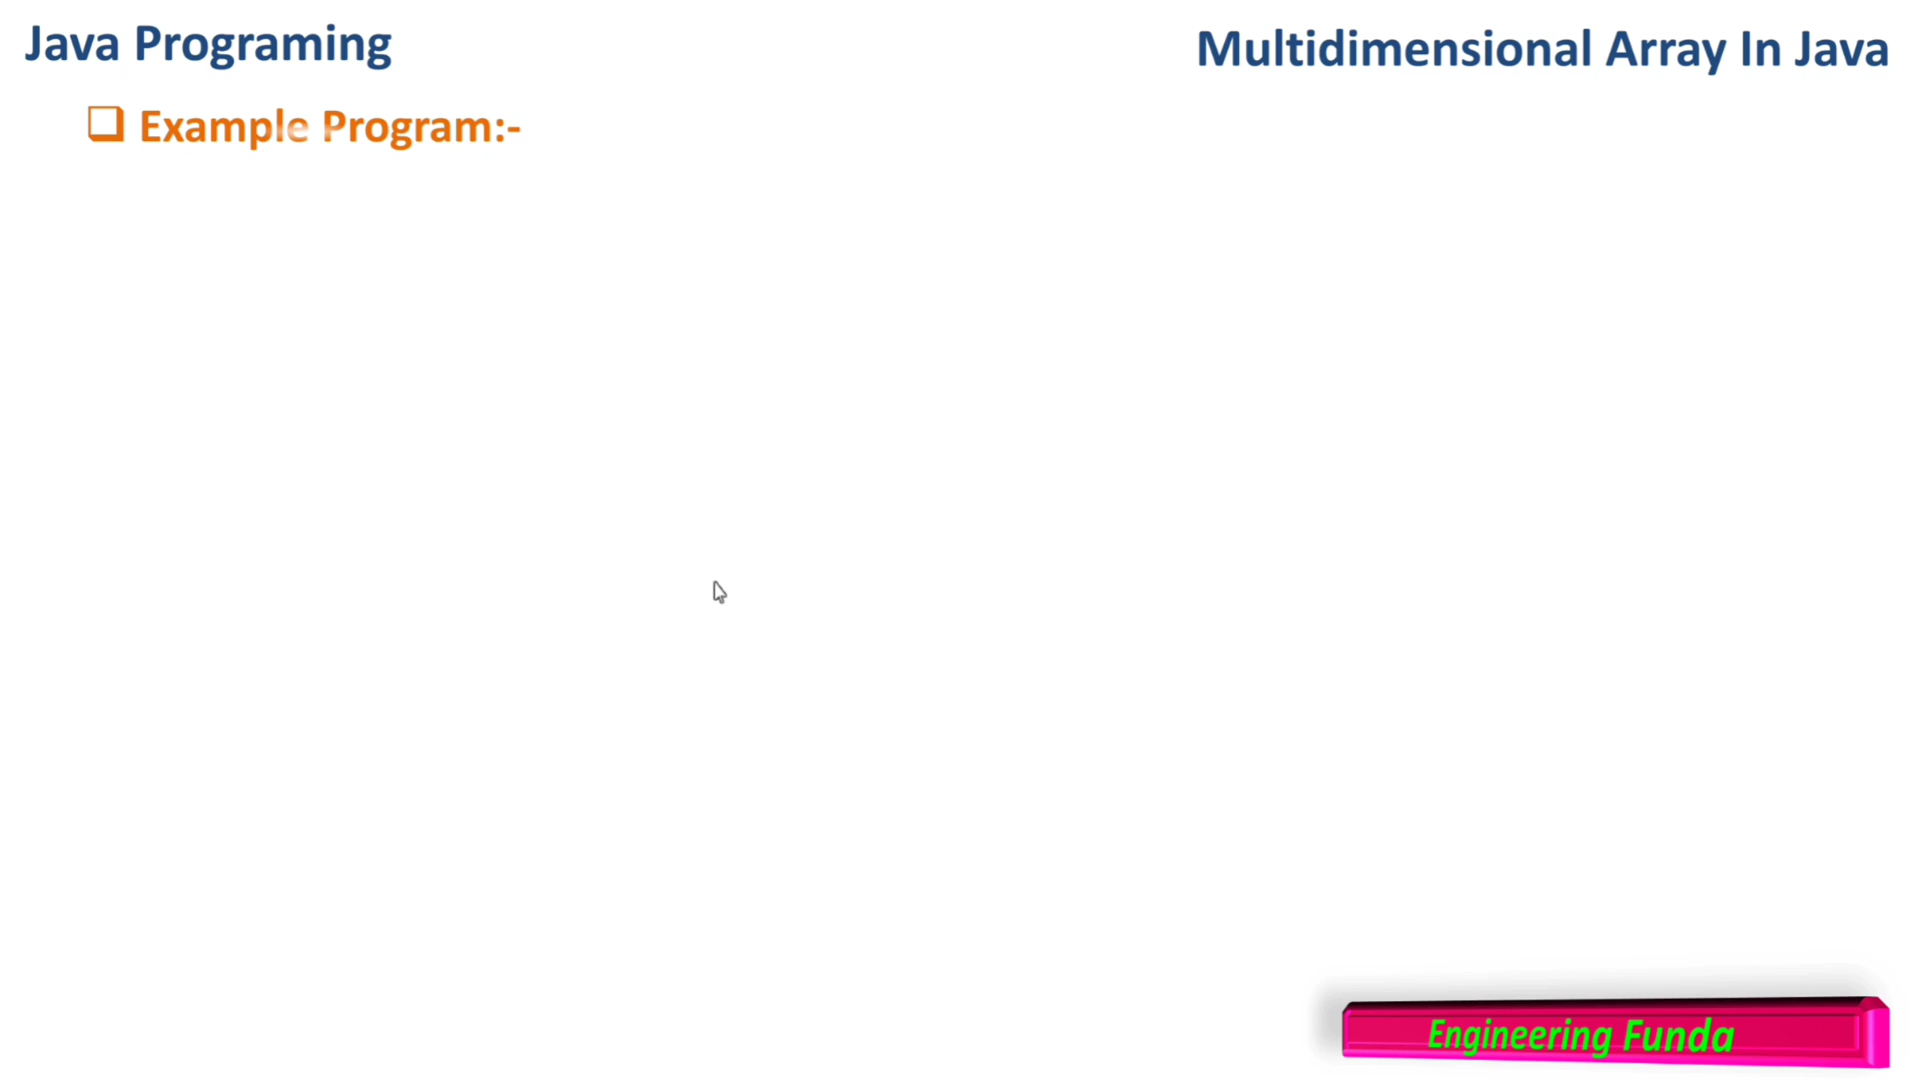 Java Programing
Multidimensional Array In Java
Example Program:-
Engineering Funda